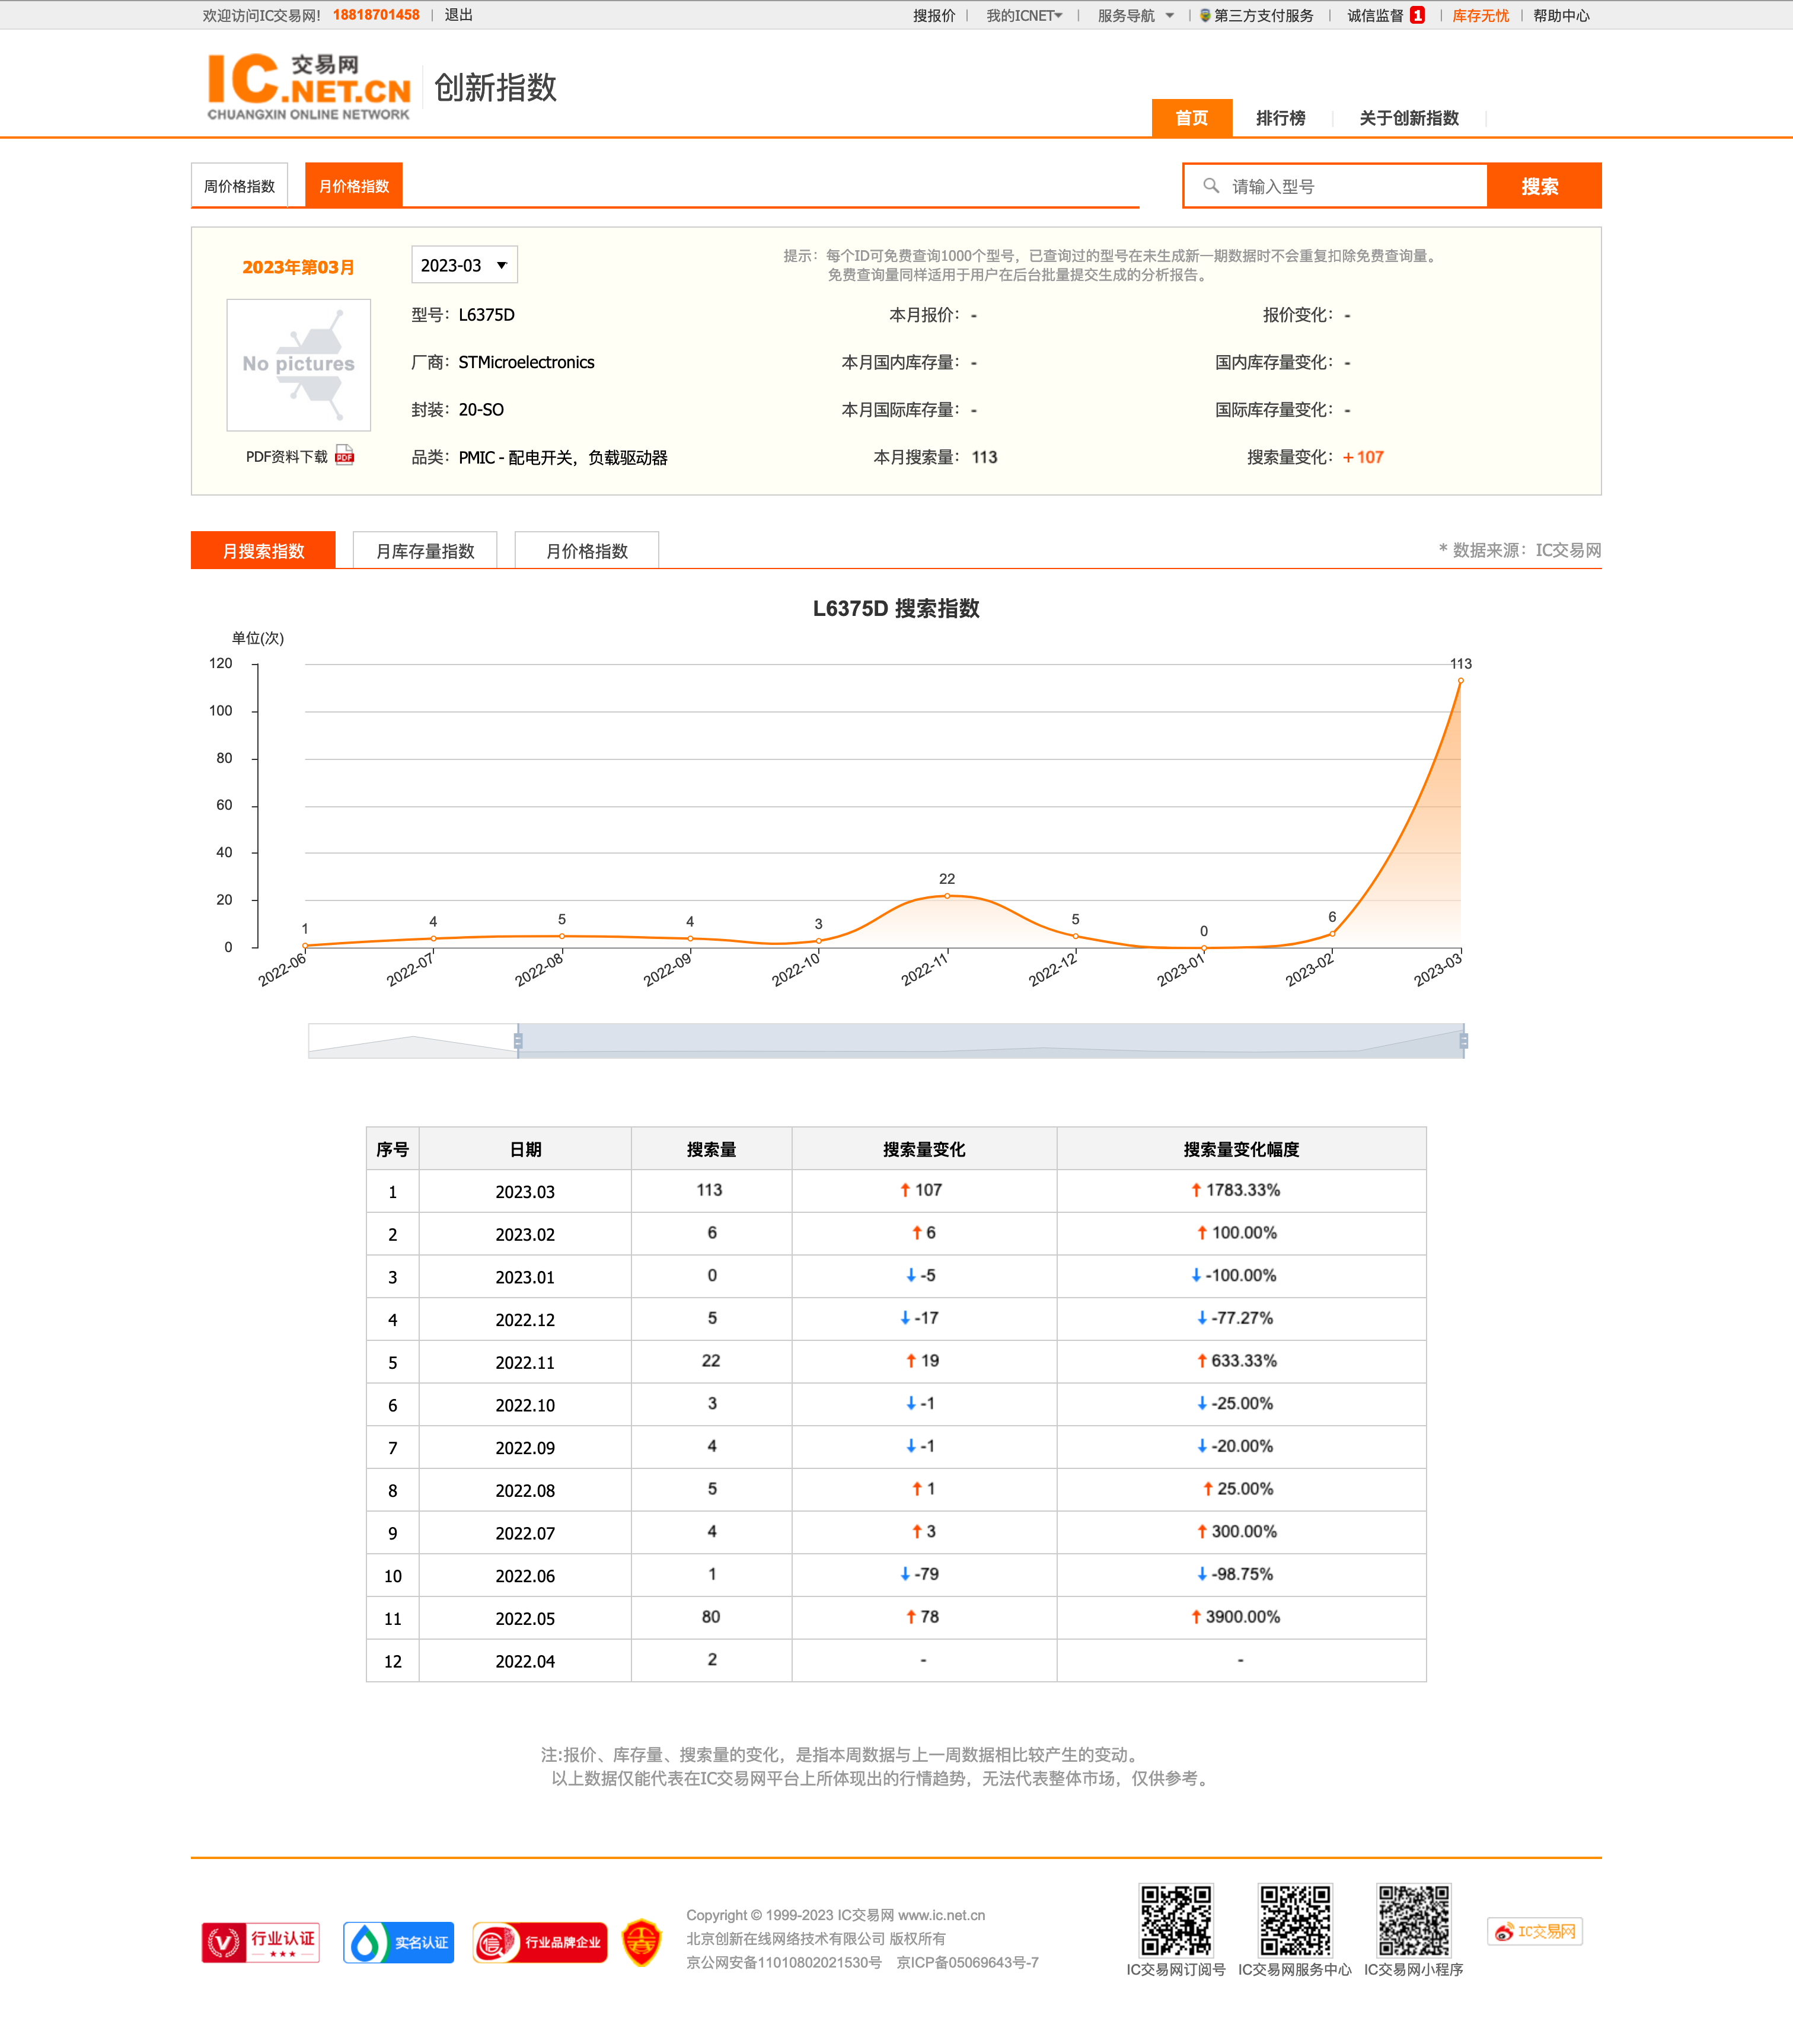 欢迎访问IC交易网! 18818701458 | 退出
搜报价 | 我的ICNET | 服务导航 | 第三方支付服务 | 诚信监督 1 | 库存无忧 | 帮助中心
IC 交易网
.NET.CN
CHUANGXIN ONLINE NETWORK
创新指数
首页 排行榜 关于创新指数
周价格指数 月价格指数
请输入型号 搜索
2023年第03月
2023-03
提示：每个ID可免费查询1000个型号，已查询过的型号在未生成新一期数据时不会重复扣除免费查询量。
免费查询量同样适用于用户在后台批量提交生成的分析报告。
No pictures
PDF资料下载 PDF
型号：L6375D 本月报价： - 报价变化： -
厂商：STMicroelectronics 本月国内库存量： - 国内库存量变化： -
封装：20-SO 本月国际库存量： - 国际库存量变化： -
品类：PMIC - 配电开关，负载驱动器 本月搜索量： 113 搜索量变化： + 107
月搜索指数 月库存量指数 月价格指数
* 数据来源：IC交易网
L6375D 搜索指数
单位(次)
120
100
80
60
40
20
0
1 4 5 4 3 22 5 0 6 113
2022-06 2022-07 2022-08 2022-09 2022-10 2022-11 2022-12 2023-01 2023-02 2023-03
序号 日期 搜索量 搜索量变化 搜索量变化幅度
1 2023.03 113 107 1783.33%
2 2023.02 6 6 100.00%
3 2023.01 0 -5 -100.00%
4 2022.12 5 -17 -77.27%
5 2022.11 22 19 633.33%
6 2022.10 3 -1 -25.00%
7 2022.09 4 -1 -20.00%
8 2022.08 5 1 25.00%
9 2022.07 4 3 300.00%
10 2022.06 1 -79 -98.75%
11 2022.05 80 78 3900.00%
12 2022.04 2 - -
注:报价、库存量、搜索量的变化，是指本周数据与上一周数据相比较产生的变动。
以上数据仅能代表在IC交易网平台上所体现出的行情趋势，无法代表整体市场，仅供参考。
行业认证
实名认证
信 行业品牌企业
Copyright © 1999-2023 IC交易网 www.ic.net.cn
北京创新在线网络技术有限公司 版权所有
京公网安备11010802021530号 京ICP备05069643号-7
IC交易网订阅号 IC交易网服务中心 IC交易网小程序
IC交易网